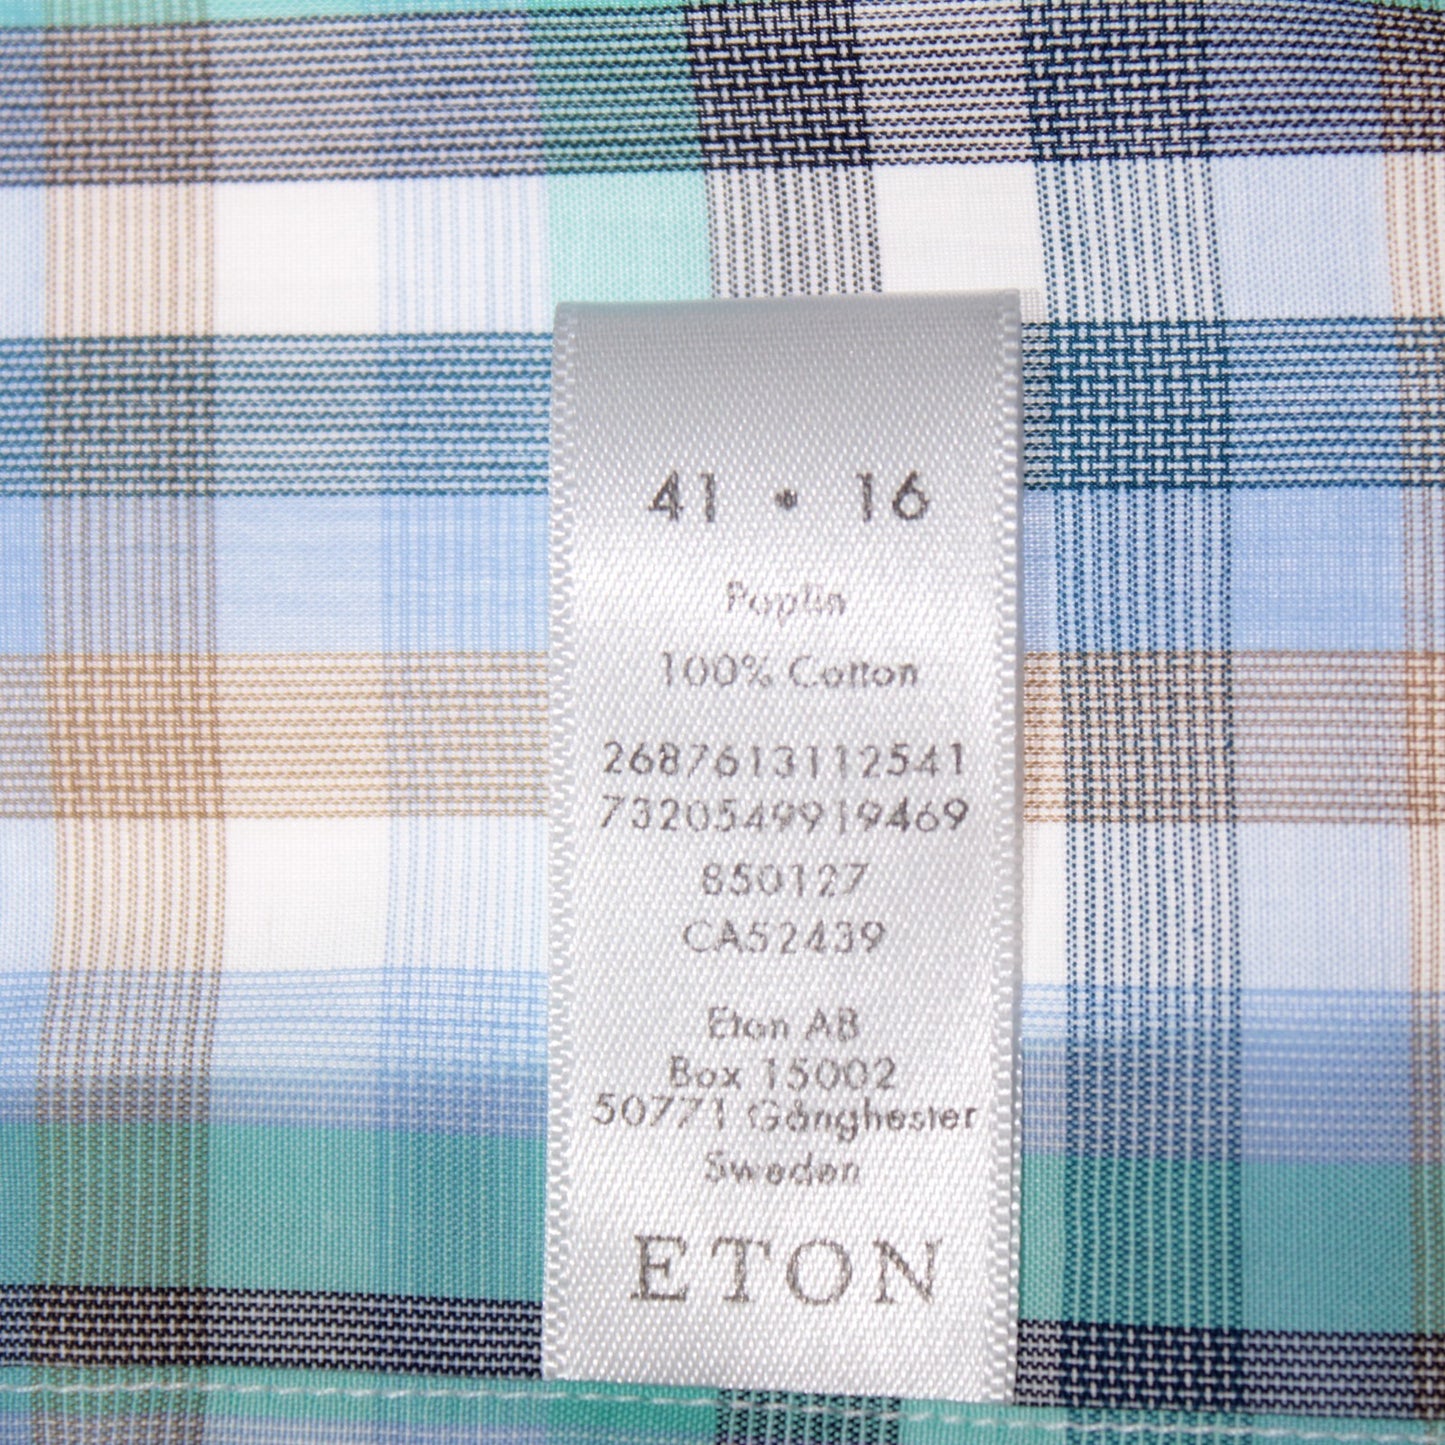 41 • 16
Poplin
100% Cotton
2687613112541
7320549919469
850127
CA52439
Eton AB
Box 15002
50771 Gånghester
Sweden
ETON